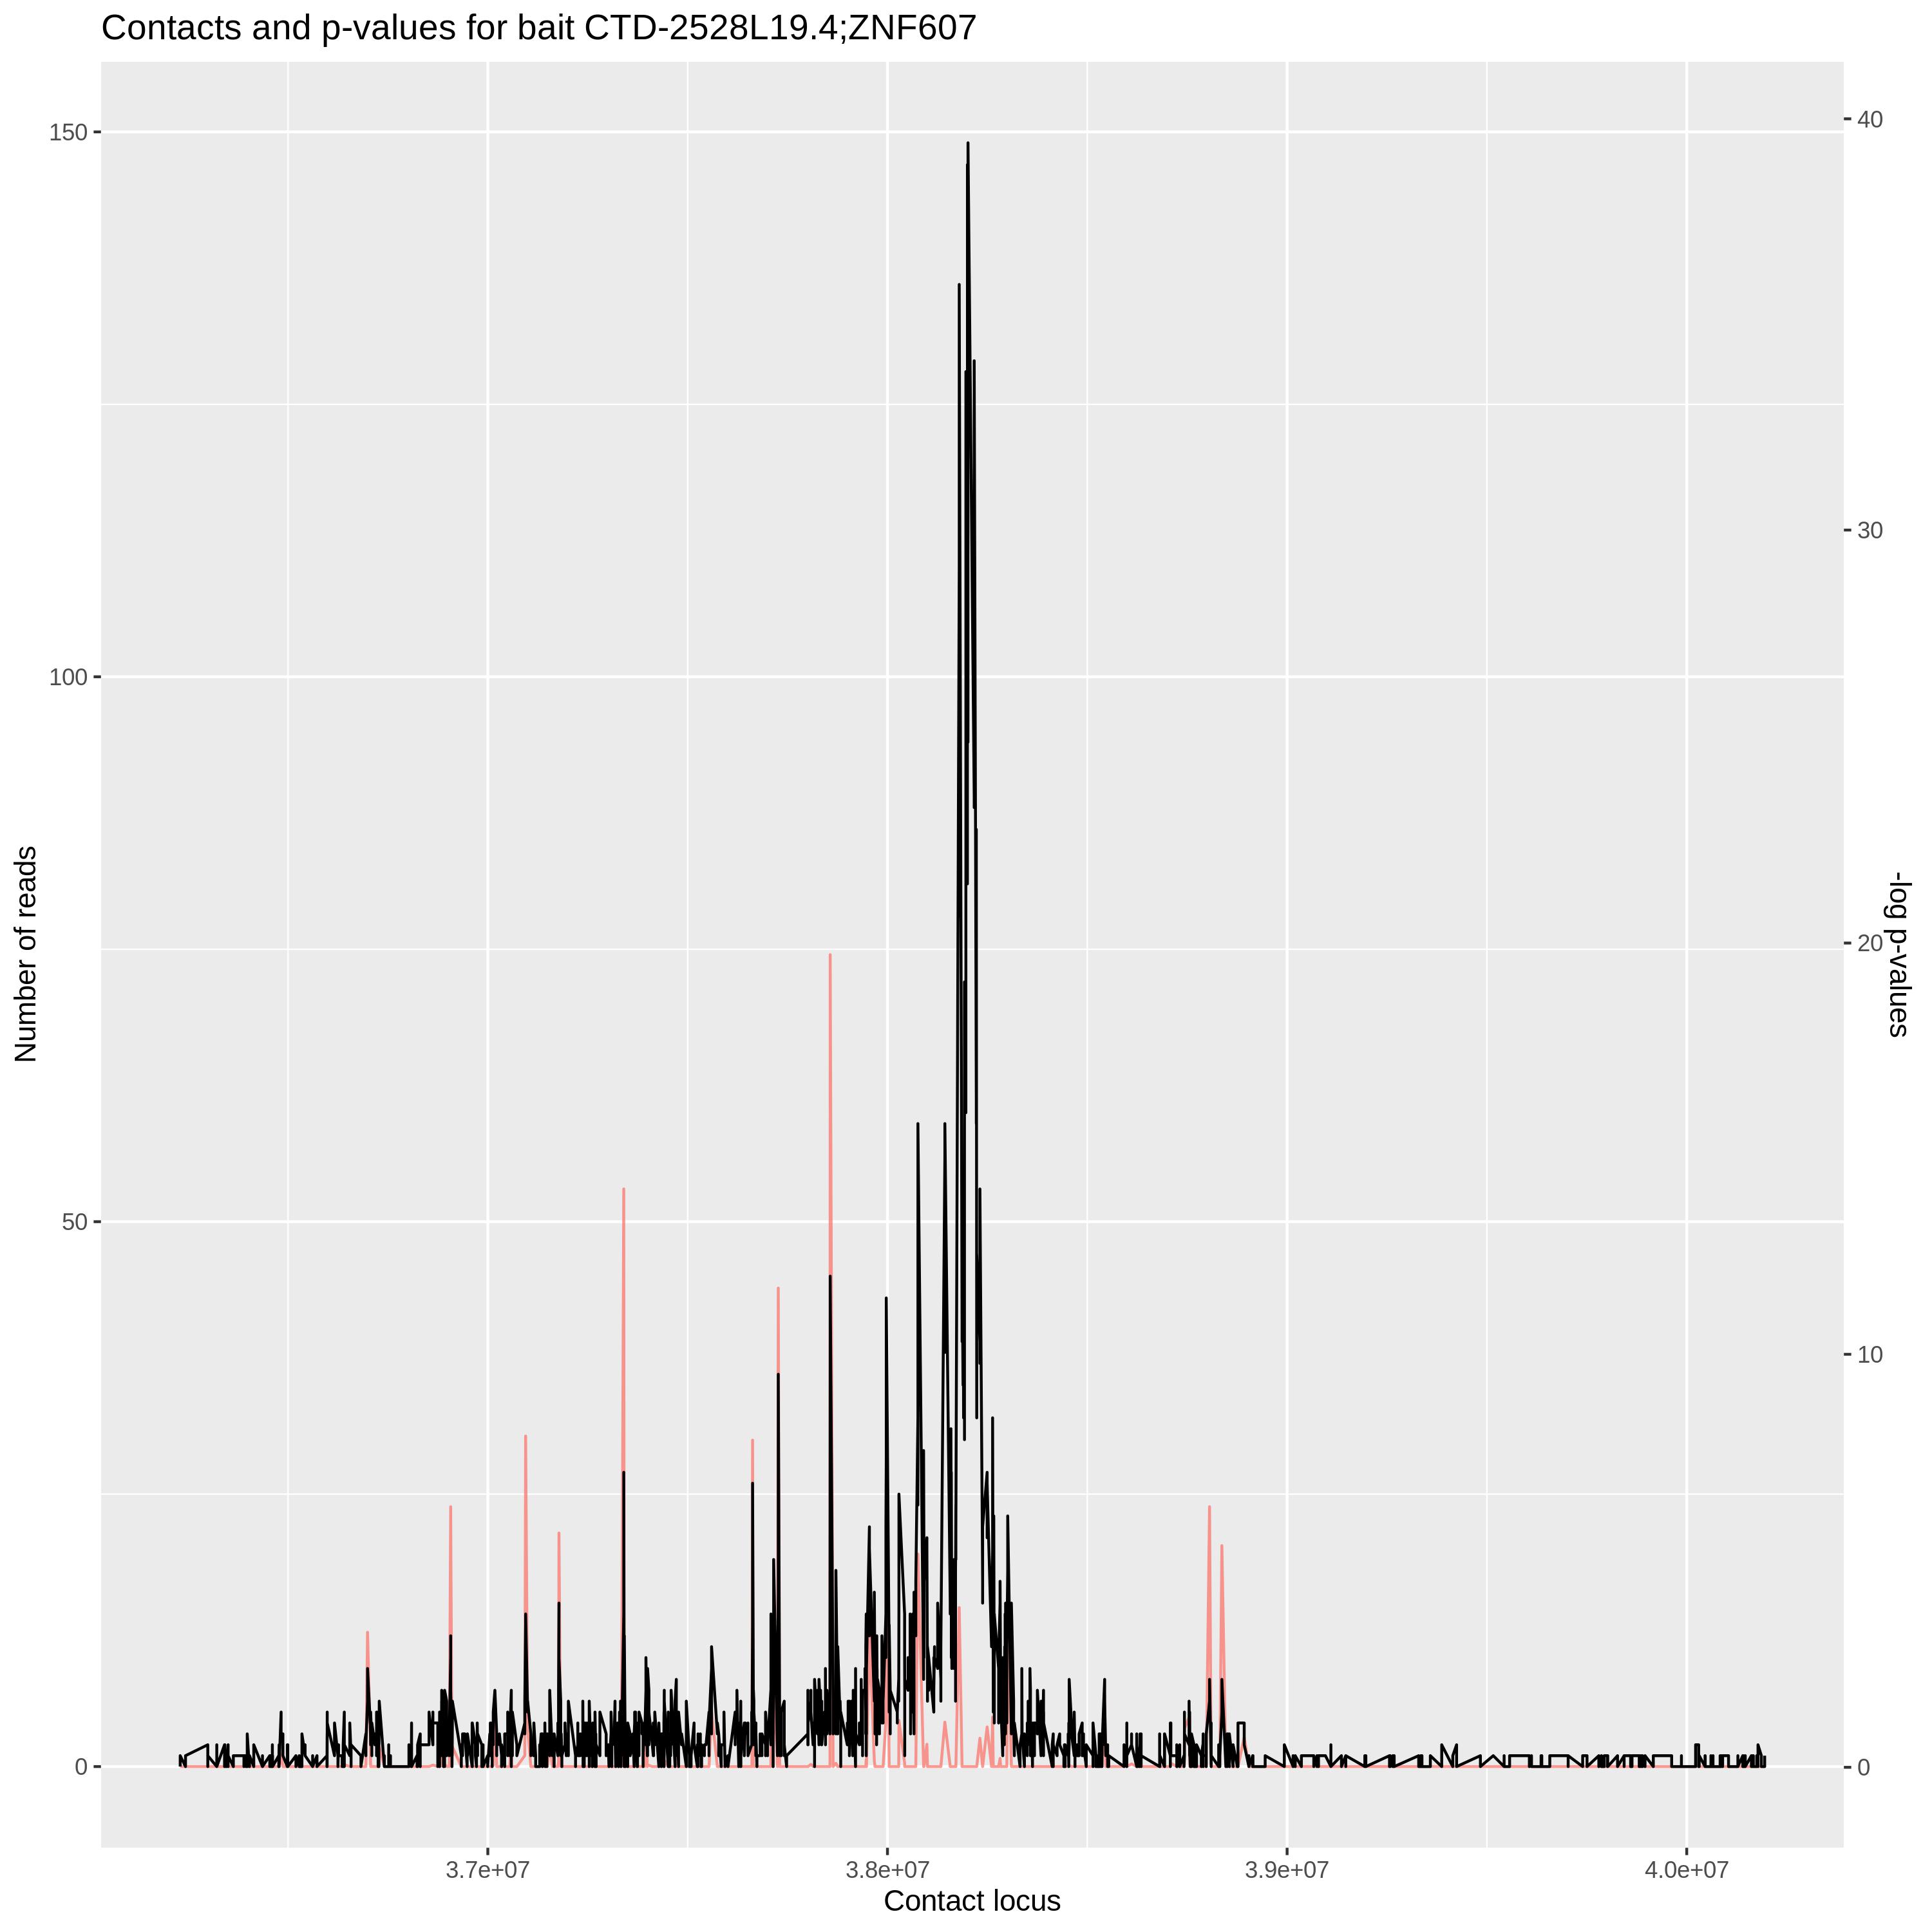 Contacts and p-values for bait CTD-2528L19.4;ZNF607
150
100
50
0
Number of reads
40
30
20
10
0
-log p-values
3.7e+07
3.8e+07
3.9e+07
4.0e+07
Contact locus